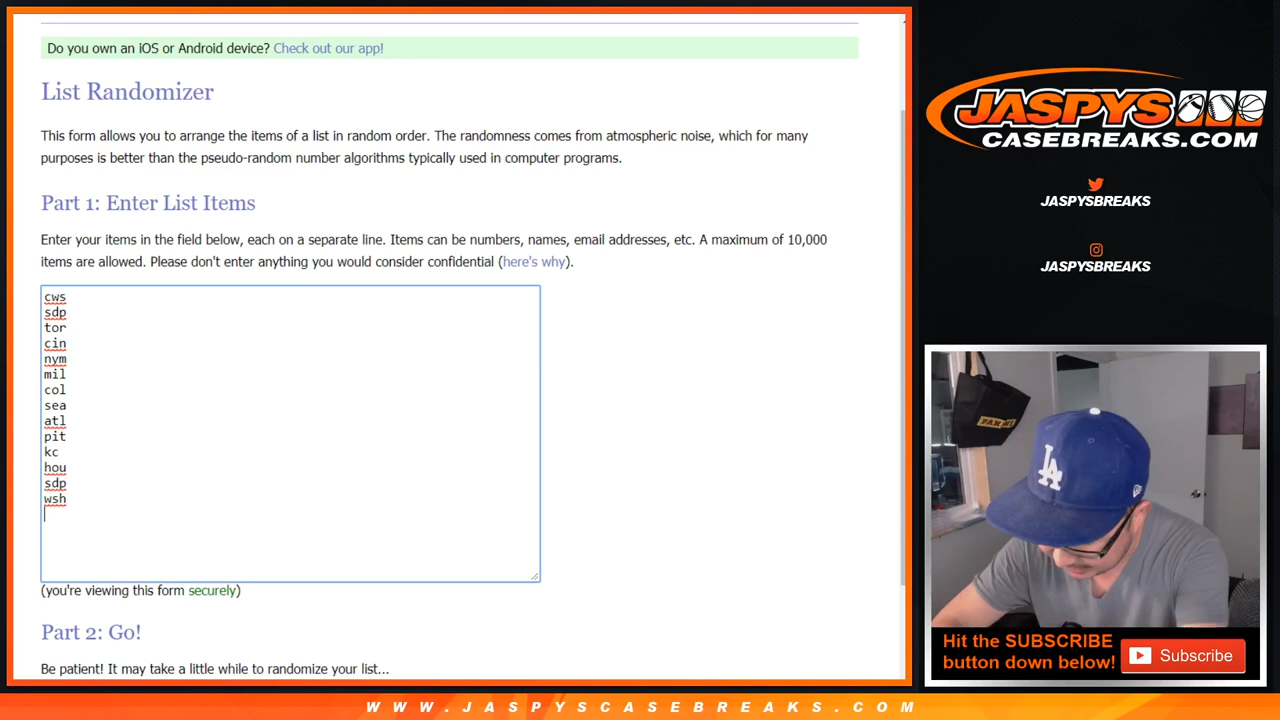 Do you own an iOS or Android device? Check out our app!
List Randomizer
This form allows you to arrange the items of a list in random order. The randomness comes from atmospheric noise, which for many
purposes is better than the pseudo-random number algorithms typically used in computer programs.
Part 1: Enter List Items
Enter your items in the field below, each on a separate line. Items can be numbers, names, email addresses, etc. A maximum of 10,000
items are allowed. Please don't enter anything you would consider confidential (here's why).
cws
sdp
tor
cin
nym
mil
col
sea
atl
pit
kc
hou
sdp
wsh
(you're viewing this form securely)
Part 2: Go!
Be patient! It may take a little while to randomize your list...
JASPYS
CASEBREAKS.COM
JASPYSBREAKS
JASPYSBREAKS
LA
Hit the SUBSCRIBE
button down below!
Subscribe
WWW.JASPYSCASEBREAKS.COM